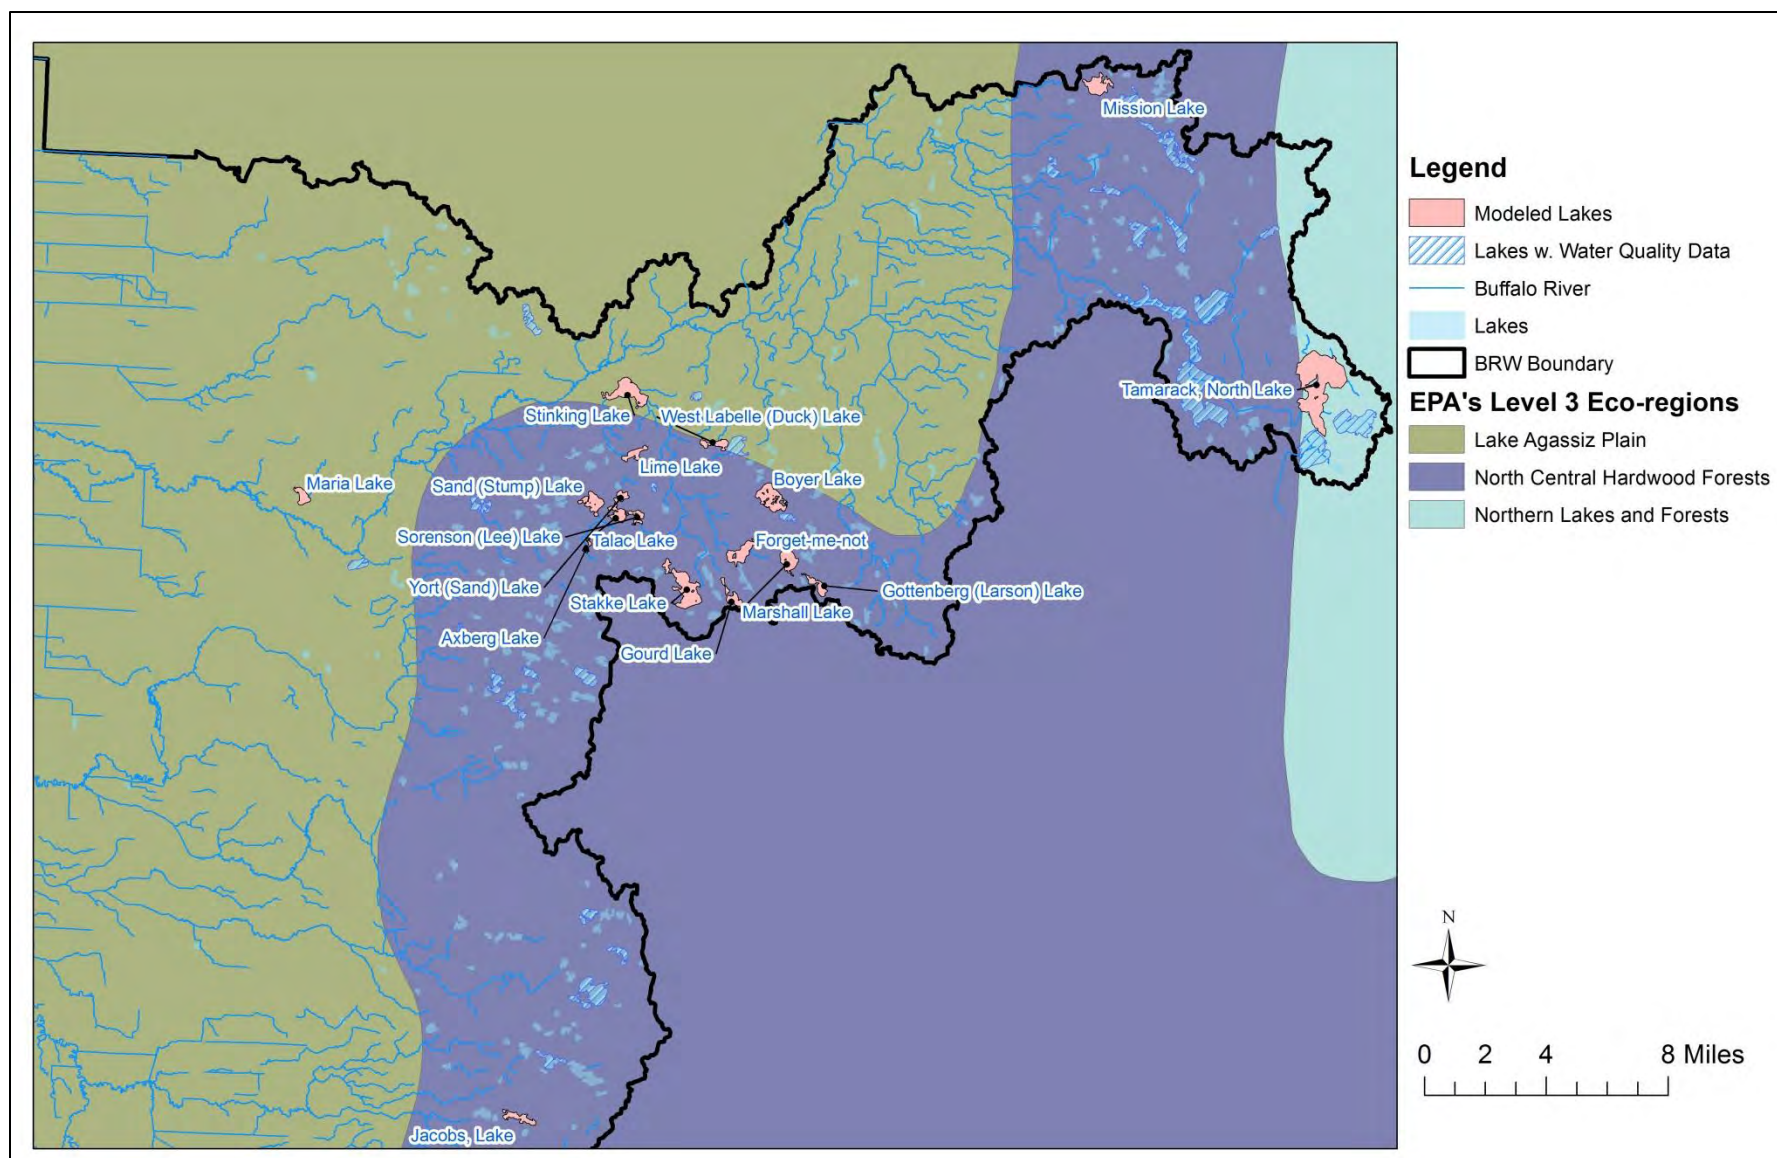 Mission Lake
Tamarack, North Lake
Stinking Lake
West Labelle (Duck) Lake
Lime Lake
Maria Lake
Sand (Stump) Lake
Boyer Lake
Sorenson (Lee) Lake
Talac Lake
Forget-me-not
Yort (Sand) Lake
Stakke Lake
Gottenberg (Larson) Lake
Marshall Lake
Axberg Lake
Gourd Lake
Jacobs, Lake
Legend
Modeled Lakes
Lakes w. Water Quality Data
Buffalo River
Lakes
BRW Boundary
EPA's Level 3 Eco-regions
Lake Agassiz Plain
North Central Hardwood Forests
Northern Lakes and Forests
N
0 2 4 8 Miles